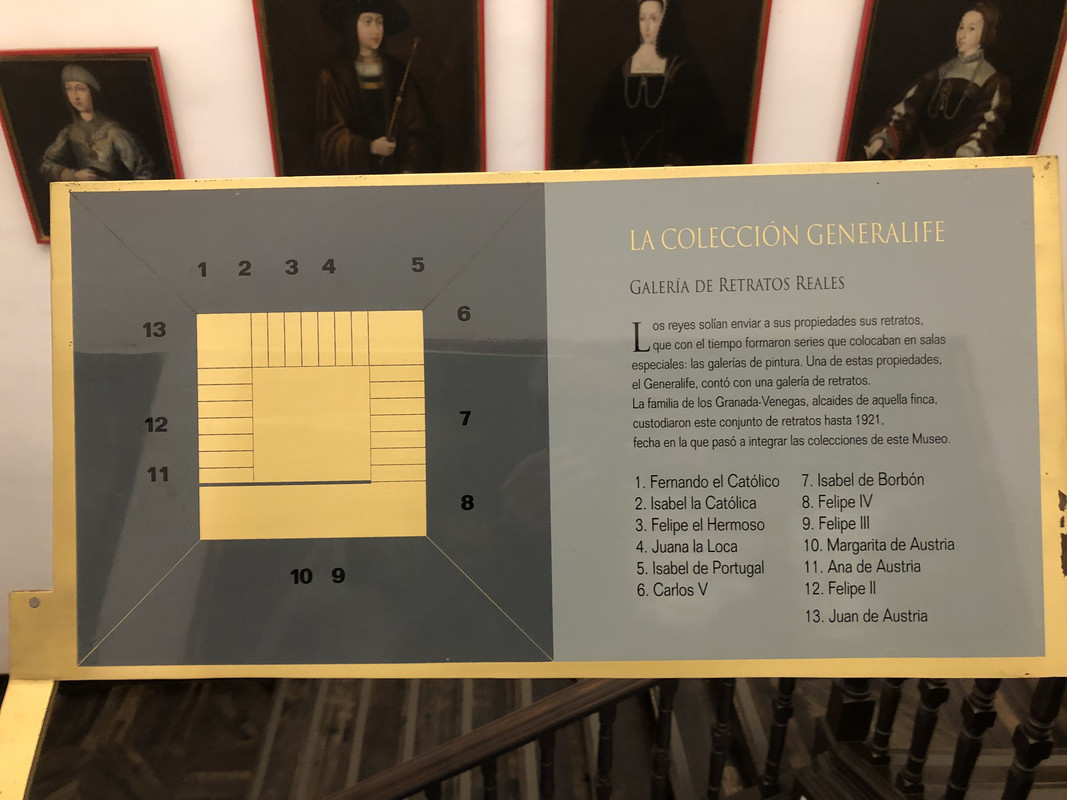 LA COLECCIÓN GENERALIFE
GALERÍA DE RETRATOS REALES
Los reyes solían enviar a sus propiedades sus retratos,
que con el tiempo formaron series que colocaban en salas
especiales: las galerías de pintura. Una de estas propiedades,
el Generalife, contó con una galería de retratos.
La familia de los Granada-Venegas, alcaides de aquella finca,
custodiaron este conjunto de retratos hasta 1921,
fecha en la que pasó a integrar las colecciones de este Museo.
1. Fernando el Católico
2. Isabel la Católica
3. Felipe el Hermoso
4. Juana la Loca
5. Isabel de Portugal
6. Carlos V
7. Isabel de Borbón
8. Felipe IV
9. Felipe III
10. Margarita de Austria
11. Ana de Austria
12. Felipe II
13. Juan de Austria
1 2 3 4 5
6
13
7
12
11
8
10 9